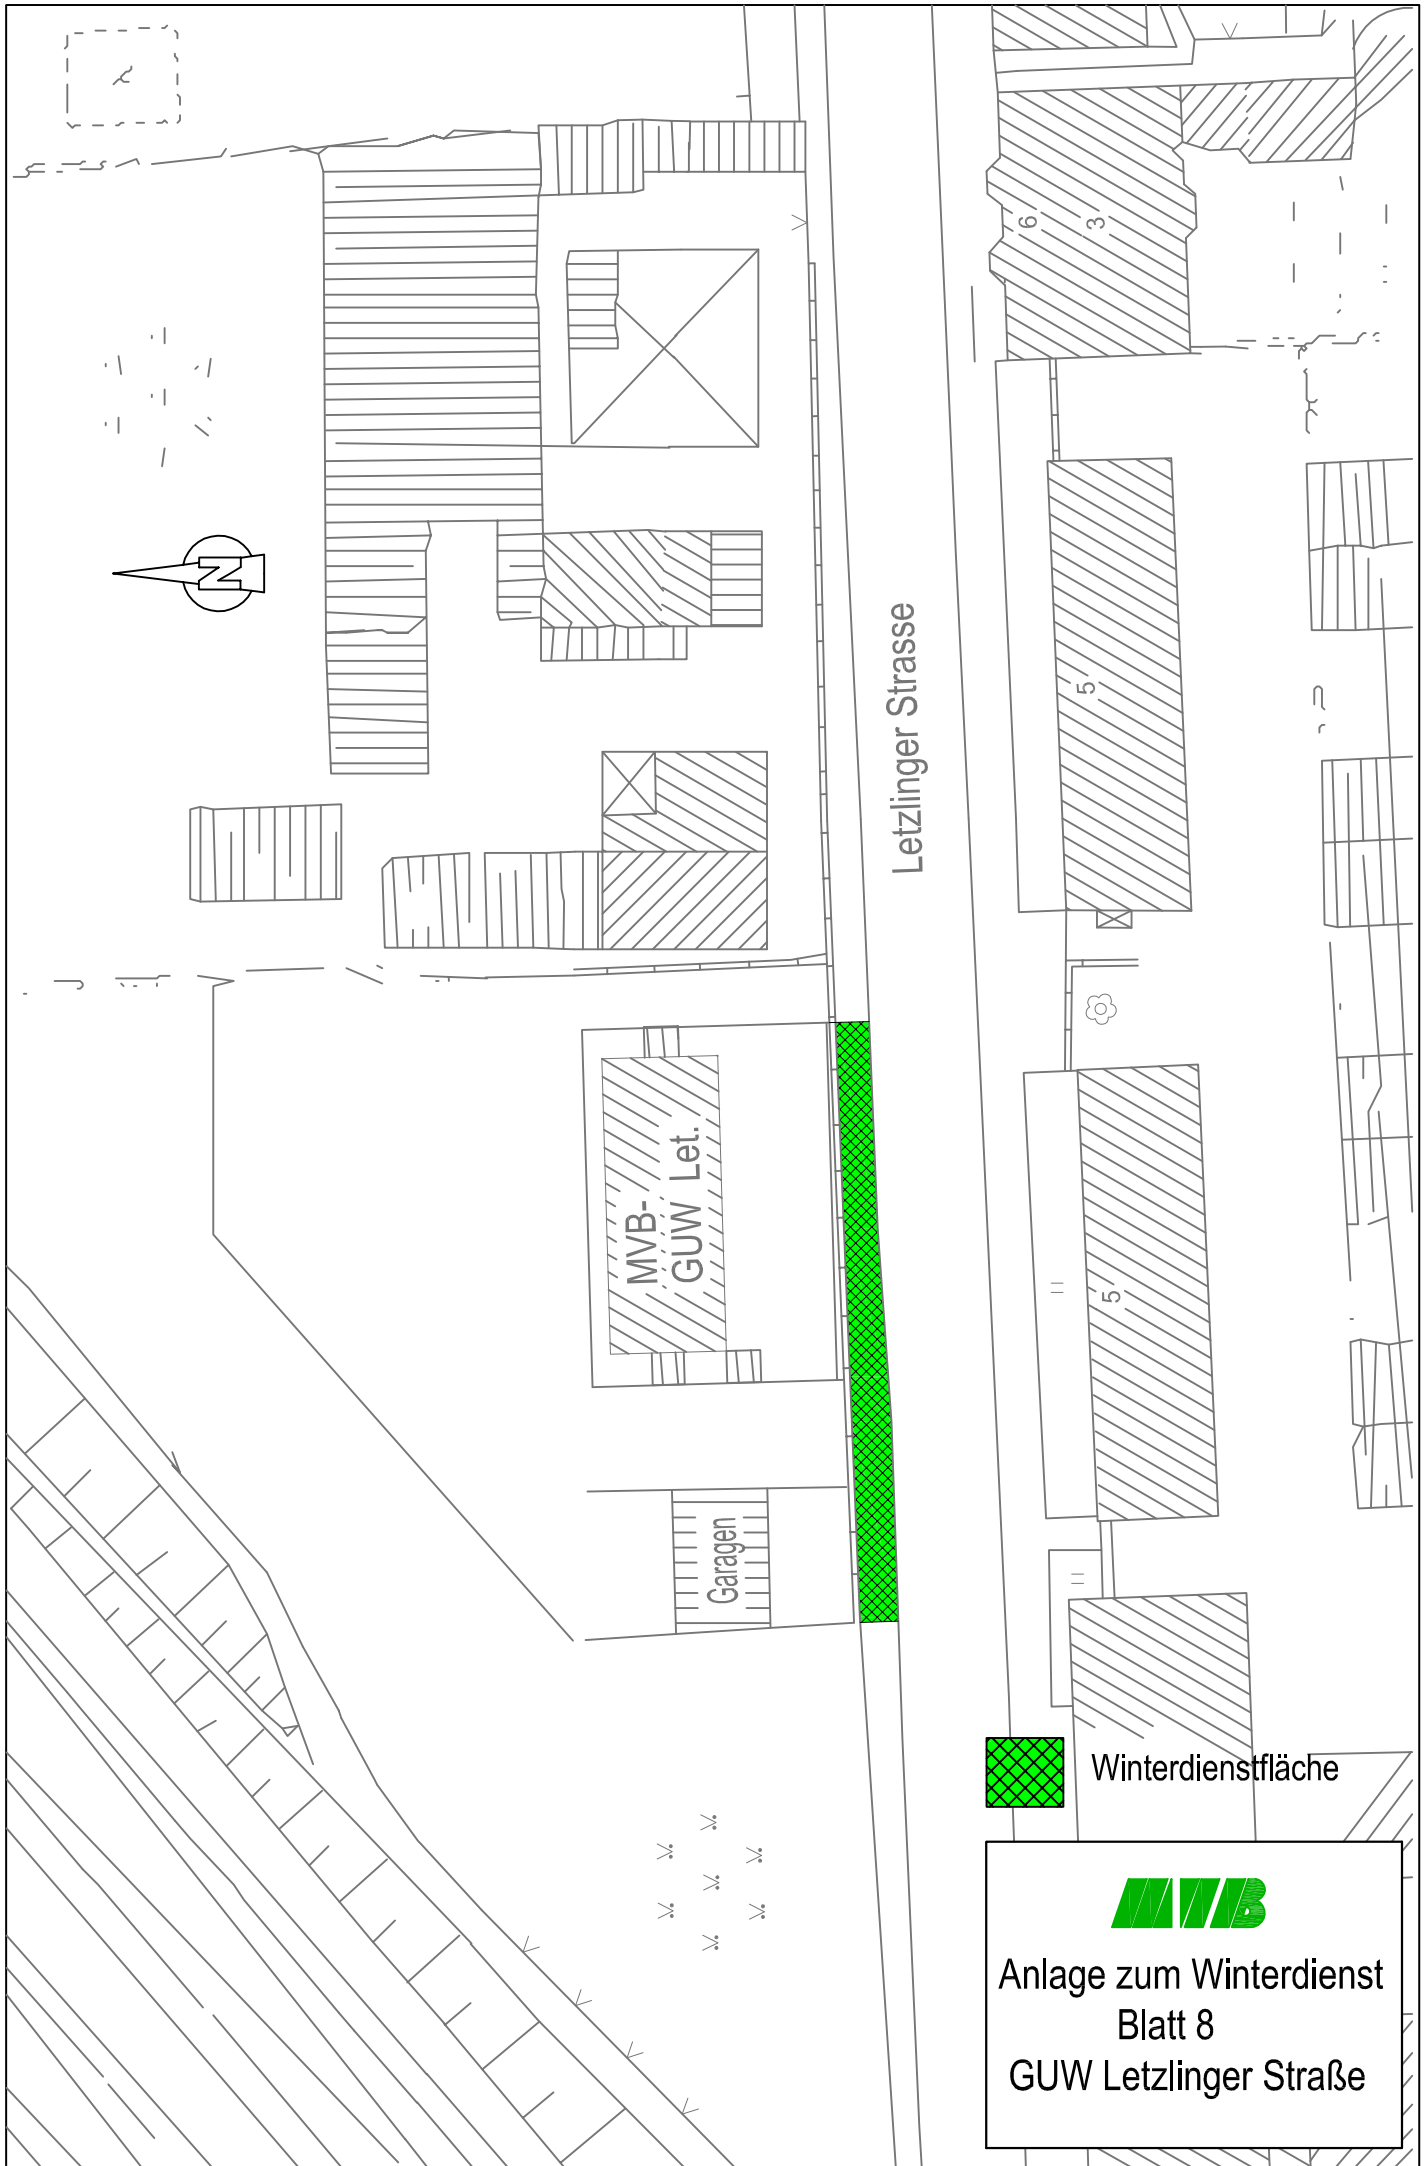 6
3
N
Letzlinger Strasse
5
MVB-
GUW Let.
5
Garagen
Winterdienstfläche
MVB
Anlage zum Winterdienst
Blatt 8
GUW Letzlinger Straße